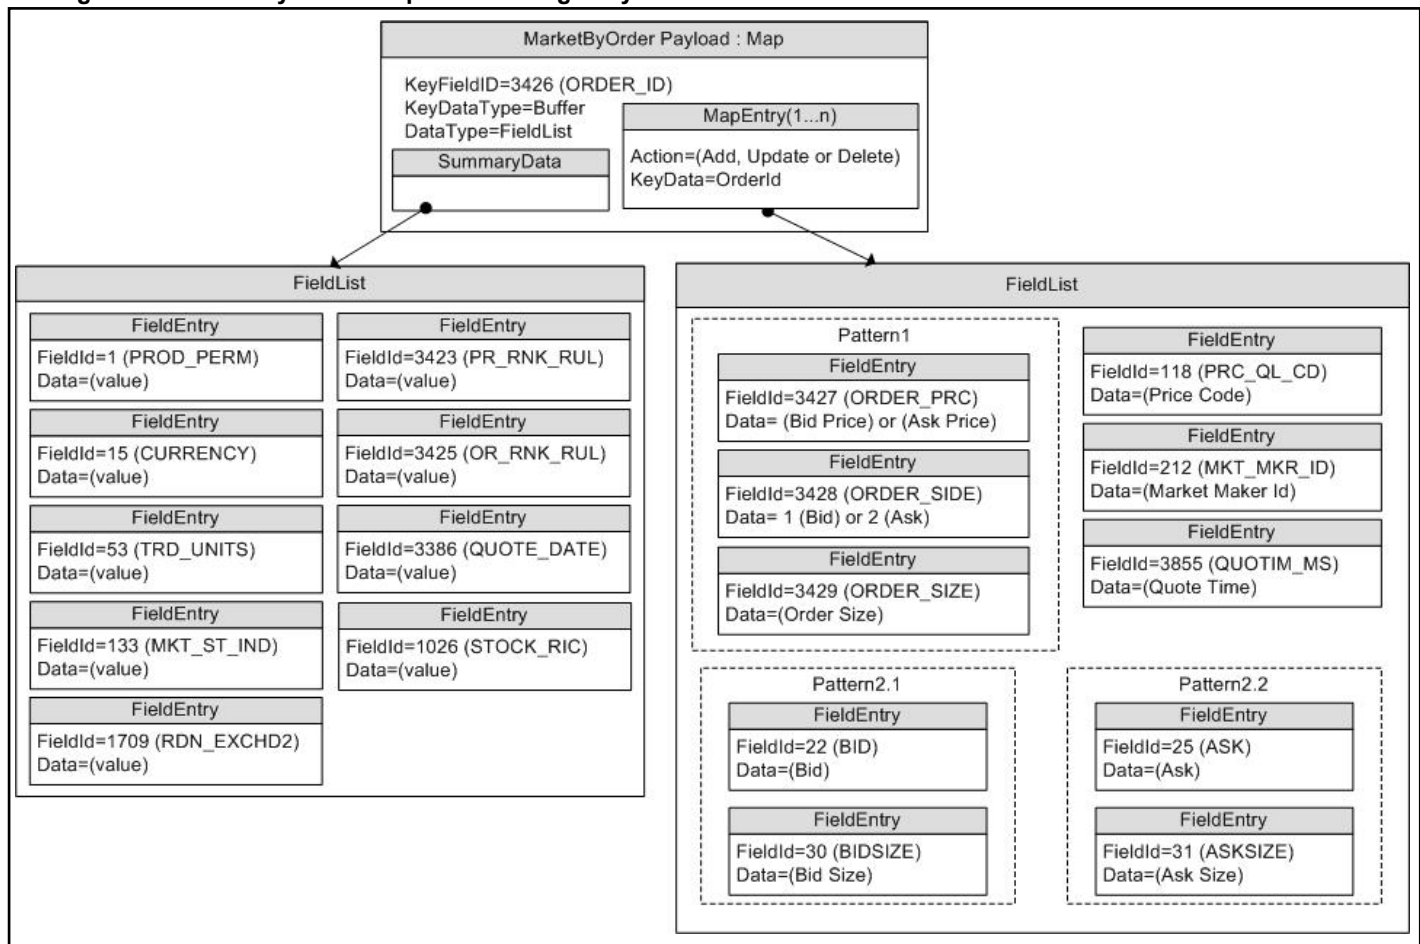 MarketByOrder Payload : Map
KeyFieldID=3426 (ORDER_ID)
KeyDataType=Buffer
DataType=FieldList
SummaryData
MapEntry(1...n)
Action=(Add, Update or Delete)
KeyData=OrderId
FieldList
FieldEntry
FieldId=1 (PROD_PERM)
Data=(value)
FieldEntry
FieldId=3423 (PR_RNK_RUL)
Data=(value)
FieldEntry
FieldId=15 (CURRENCY)
Data=(value)
FieldEntry
FieldId=3425 (OR_RNK_RUL)
Data=(value)
FieldEntry
FieldId=53 (TRD_UNITS)
Data=(value)
FieldEntry
FieldId=3386 (QUOTE_DATE)
Data=(value)
FieldEntry
FieldId=133 (MKT_ST_IND)
Data=(value)
FieldEntry
FieldId=1026 (STOCK_RIC)
Data=(value)
FieldEntry
FieldId=1709 (RDN_EXCHD2)
Data=(value)
FieldList
Pattern1
FieldEntry
FieldId=3427 (ORDER_PRC)
Data= (Bid Price) or (Ask Price)
FieldEntry
FieldId=3428 (ORDER_SIDE)
Data= 1 (Bid) or 2 (Ask)
FieldEntry
FieldId=3429 (ORDER_SIZE)
Data=(Order Size)
FieldEntry
FieldId=118 (PRC_QL_CD)
Data=(Price Code)
FieldEntry
FieldId=212 (MKT_MKR_ID)
Data=(Market Maker Id)
FieldEntry
FieldId=3855 (QUOTIM_MS)
Data=(Quote Time)
Pattern2.1
FieldEntry
FieldId=22 (BID)
Data=(Bid)
FieldEntry
FieldId=30 (BIDSIZE)
Data=(Bid Size)
Pattern2.2
FieldEntry
FieldId=25 (ASK)
Data=(Ask)
FieldEntry
FieldId=31 (ASKSIZE)
Data=(Ask Size)